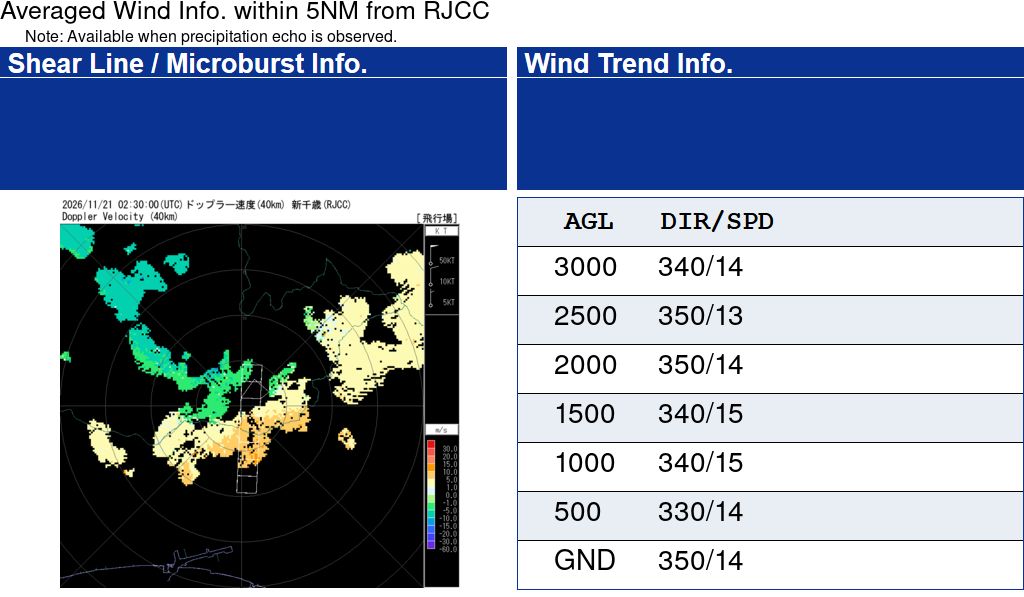 Averaged Wind Info. within 5NM from RJCC
Note: Available when precipitation echo is observed.
Shear Line / Microburst Info.
Wind Trend Info.
2026/11/21 02:30:00(UTC) ドップラー速度(40km) 新千歳(RJCC)
Doppler Velocity (40km)
[飛行場]
KT
50KT
10KT
5KT
m/s
30.0
20.0
15.0
10.0
5.0
1.0
0.0
-1.0
-5.0
-10.0
-15.0
-20.0
-30.0
-60.0
AGL DIR/SPD
3000 340/14
2500 350/13
2000 350/14
1500 340/15
1000 340/15
500 330/14
GND 350/14